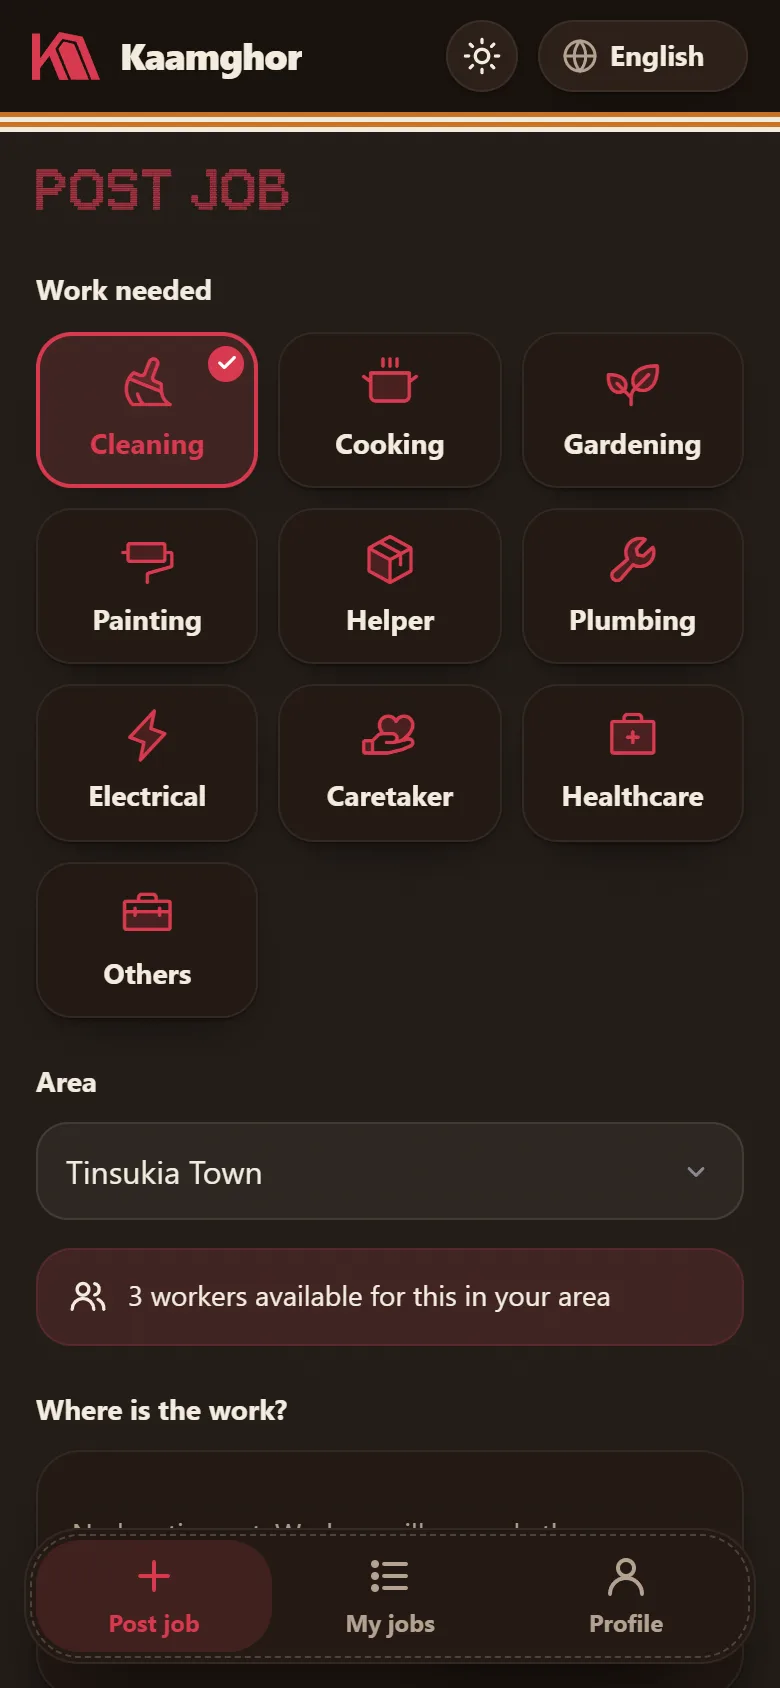 Kaamghor
English
POST JOB
Work needed
Cleaning
Cooking
Gardening
Painting
Helper
Plumbing
Electrical
Caretaker
Healthcare
Others
Area
Tinsukia Town
3 workers available for this in your area
Where is the work?
Post job
My jobs
Profile